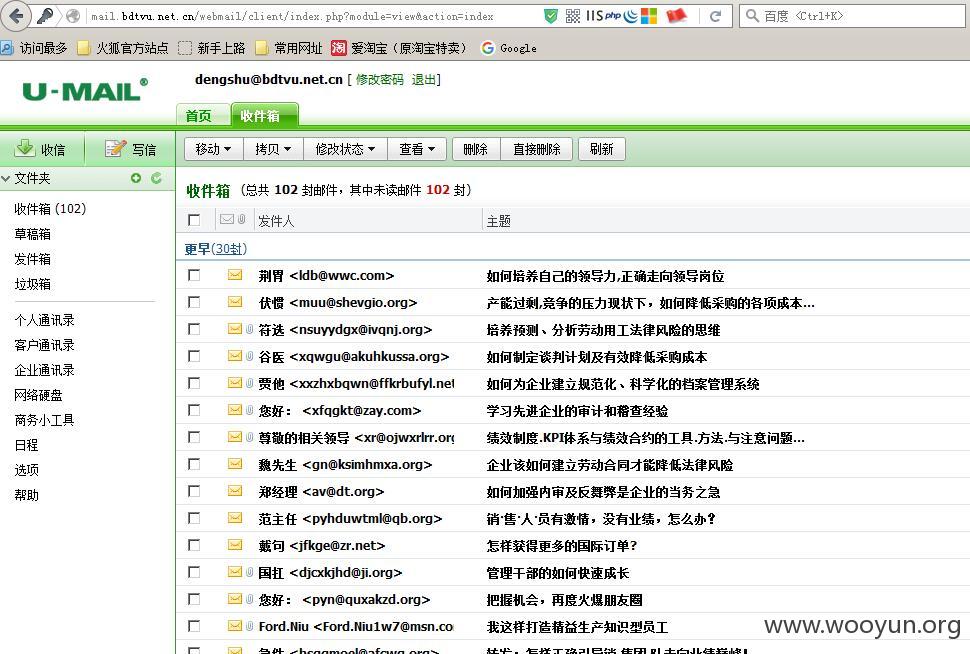 mail.bdtvu.net.cn/webmail/client/index.php?module=view&action=index
IIS php
百度 <Ctrl+K>
访问最多 火狐官方站点 新手上路 常用网址 淘 爱淘宝（原淘宝特卖） G Google
U-MAIL®
dengshu@bdtvu.net.cn [ 修改密码 退出]
首页 收件箱
收信 写信
移动 拷贝 修改状态 查看 删除 直接删除 刷新
文件夹
收件箱 (102)
草稿箱
发件箱
垃圾箱
个人通讯录
客户通讯录
企业通讯录
网络硬盘
商务小工具
日程
选项
帮助
收件箱 （总共 102 封邮件，其中未读邮件 102 封）
发件人 主题
更早(30封)
荆胃 <ldb@wwc.com> 如何培养自己的领导力,正确走向领导岗位
伏惯 <muu@shevgio.org> 产能过剩,竞争的压力现状下，如何降低采购的各项成本...
符迭 <nsuyydgx@ivqnj.org> 培养预测、分析劳动用工法律风险的思维
谷医 <xqwgu@akuhkussa.org> 如何制定谈判计划及有效降低采购成本
贾他 <xxzhxbqwn@ffkrbufyl.net 如何为企业建立规范化、科学化的档案管理系统
您好： <xfqgkt@zay.com> 学习先进企业的审计和稽查经验
尊敬的相关领导 <xr@ojwxrlrr.org 绩效制度.KPI体系与绩效合约的工具.方法.与注意问题...
魏先生 <gn@ksimhmxa.org> 企业该如何建立劳动合同才能降低法律风险
郑经理 <av@dt.org> 如何加强内审及反舞弊是企业的当务之急
范主任 <pyhduwtml@qb.org> 销·售·人·员有激情，没有业绩，怎么办？
戴句 <jfkge@zr.net> 怎样获得更多的国际订单？
国扛 <djcxkjhd@ji.org> 管理干部的如何快速成长
您好： <pyn@quxakzd.org> 把握机会，再度火爆朋友圈
Ford.Niu <Ford.Niu1w7@msn.co 我这样打造精益生产知识型员工
www.wooyun.org